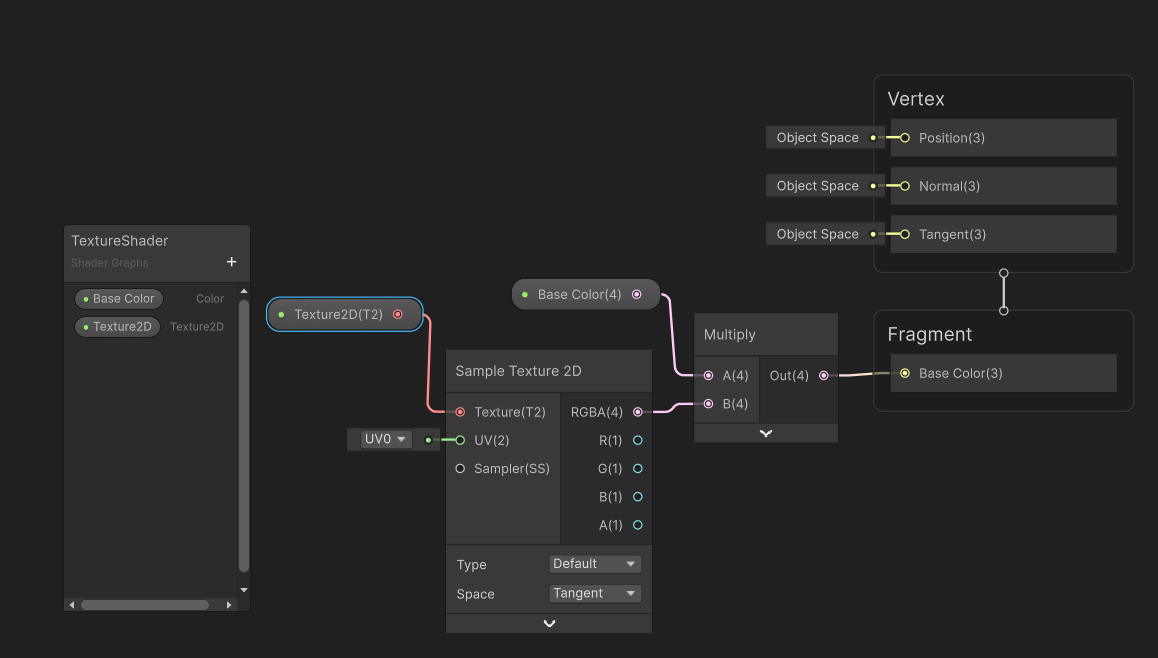 TextureShader
Shader Graphs
+
Base Color Color
Texture2D Texture2D
Texture2D(T2)
Base Color(4)
Sample Texture 2D
Texture(T2) RGBA(4)
UV0
UV(2) R(1)
Sampler(SS) G(1)
B(1)
A(1)
Type Default
Space Tangent
Multiply
A(4) Out(4)
B(4)
Vertex
Object Space Position(3)
Object Space Normal(3)
Object Space Tangent(3)
Fragment
Base Color(3)